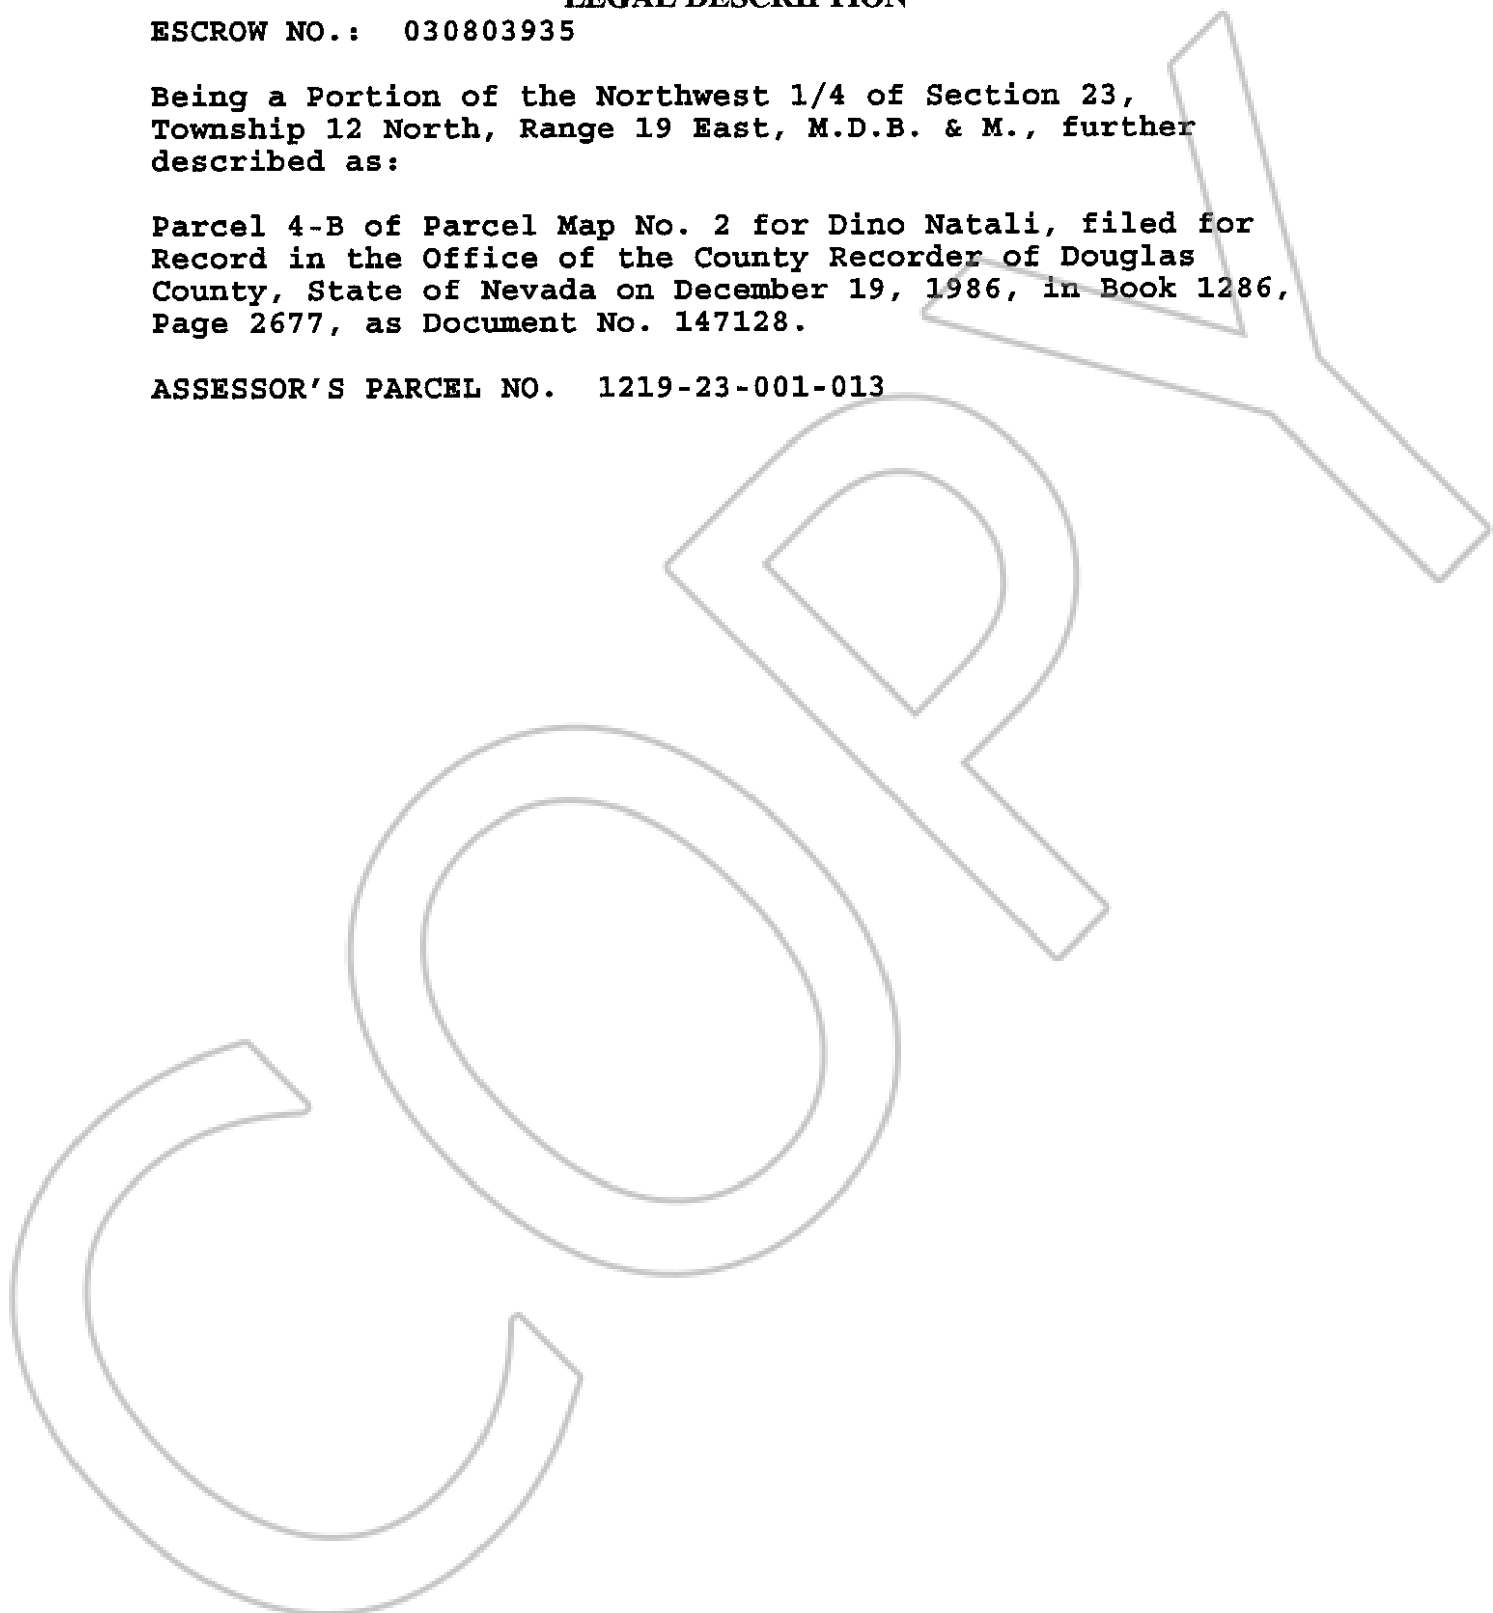 LEGAL DESCRIPTION
ESCROW NO.: 030803935
Being a Portion of the Northwest 1/4 of Section 23,
Township 12 North, Range 19 East, M.D.B. & M., further
described as:
Parcel 4-B of Parcel Map No. 2 for Dino Natali, filed for
Record in the Office of the County Recorder of Douglas
County, State of Nevada on December 19, 1986, in Book 1286,
Page 2677, as Document No. 147128.
ASSESSOR'S PARCEL NO. 1219-23-001-013
COPY